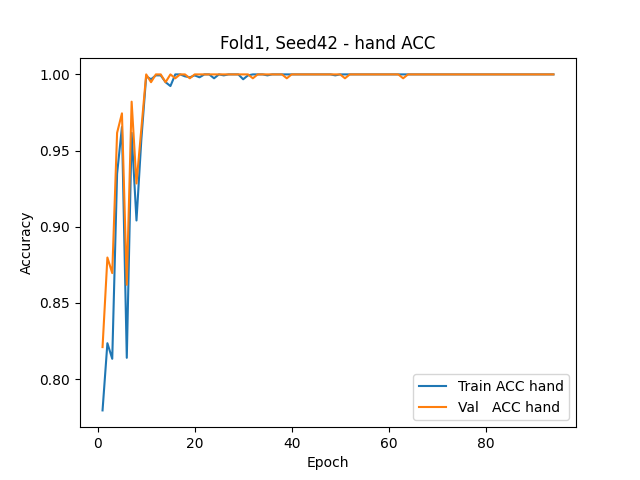 Fold1, Seed42 - hand ACC
1.00
0.95
0.90
0.85
0.80
Accuracy
0
20
40
60
80
Epoch
Train ACC hand
Val   ACC hand